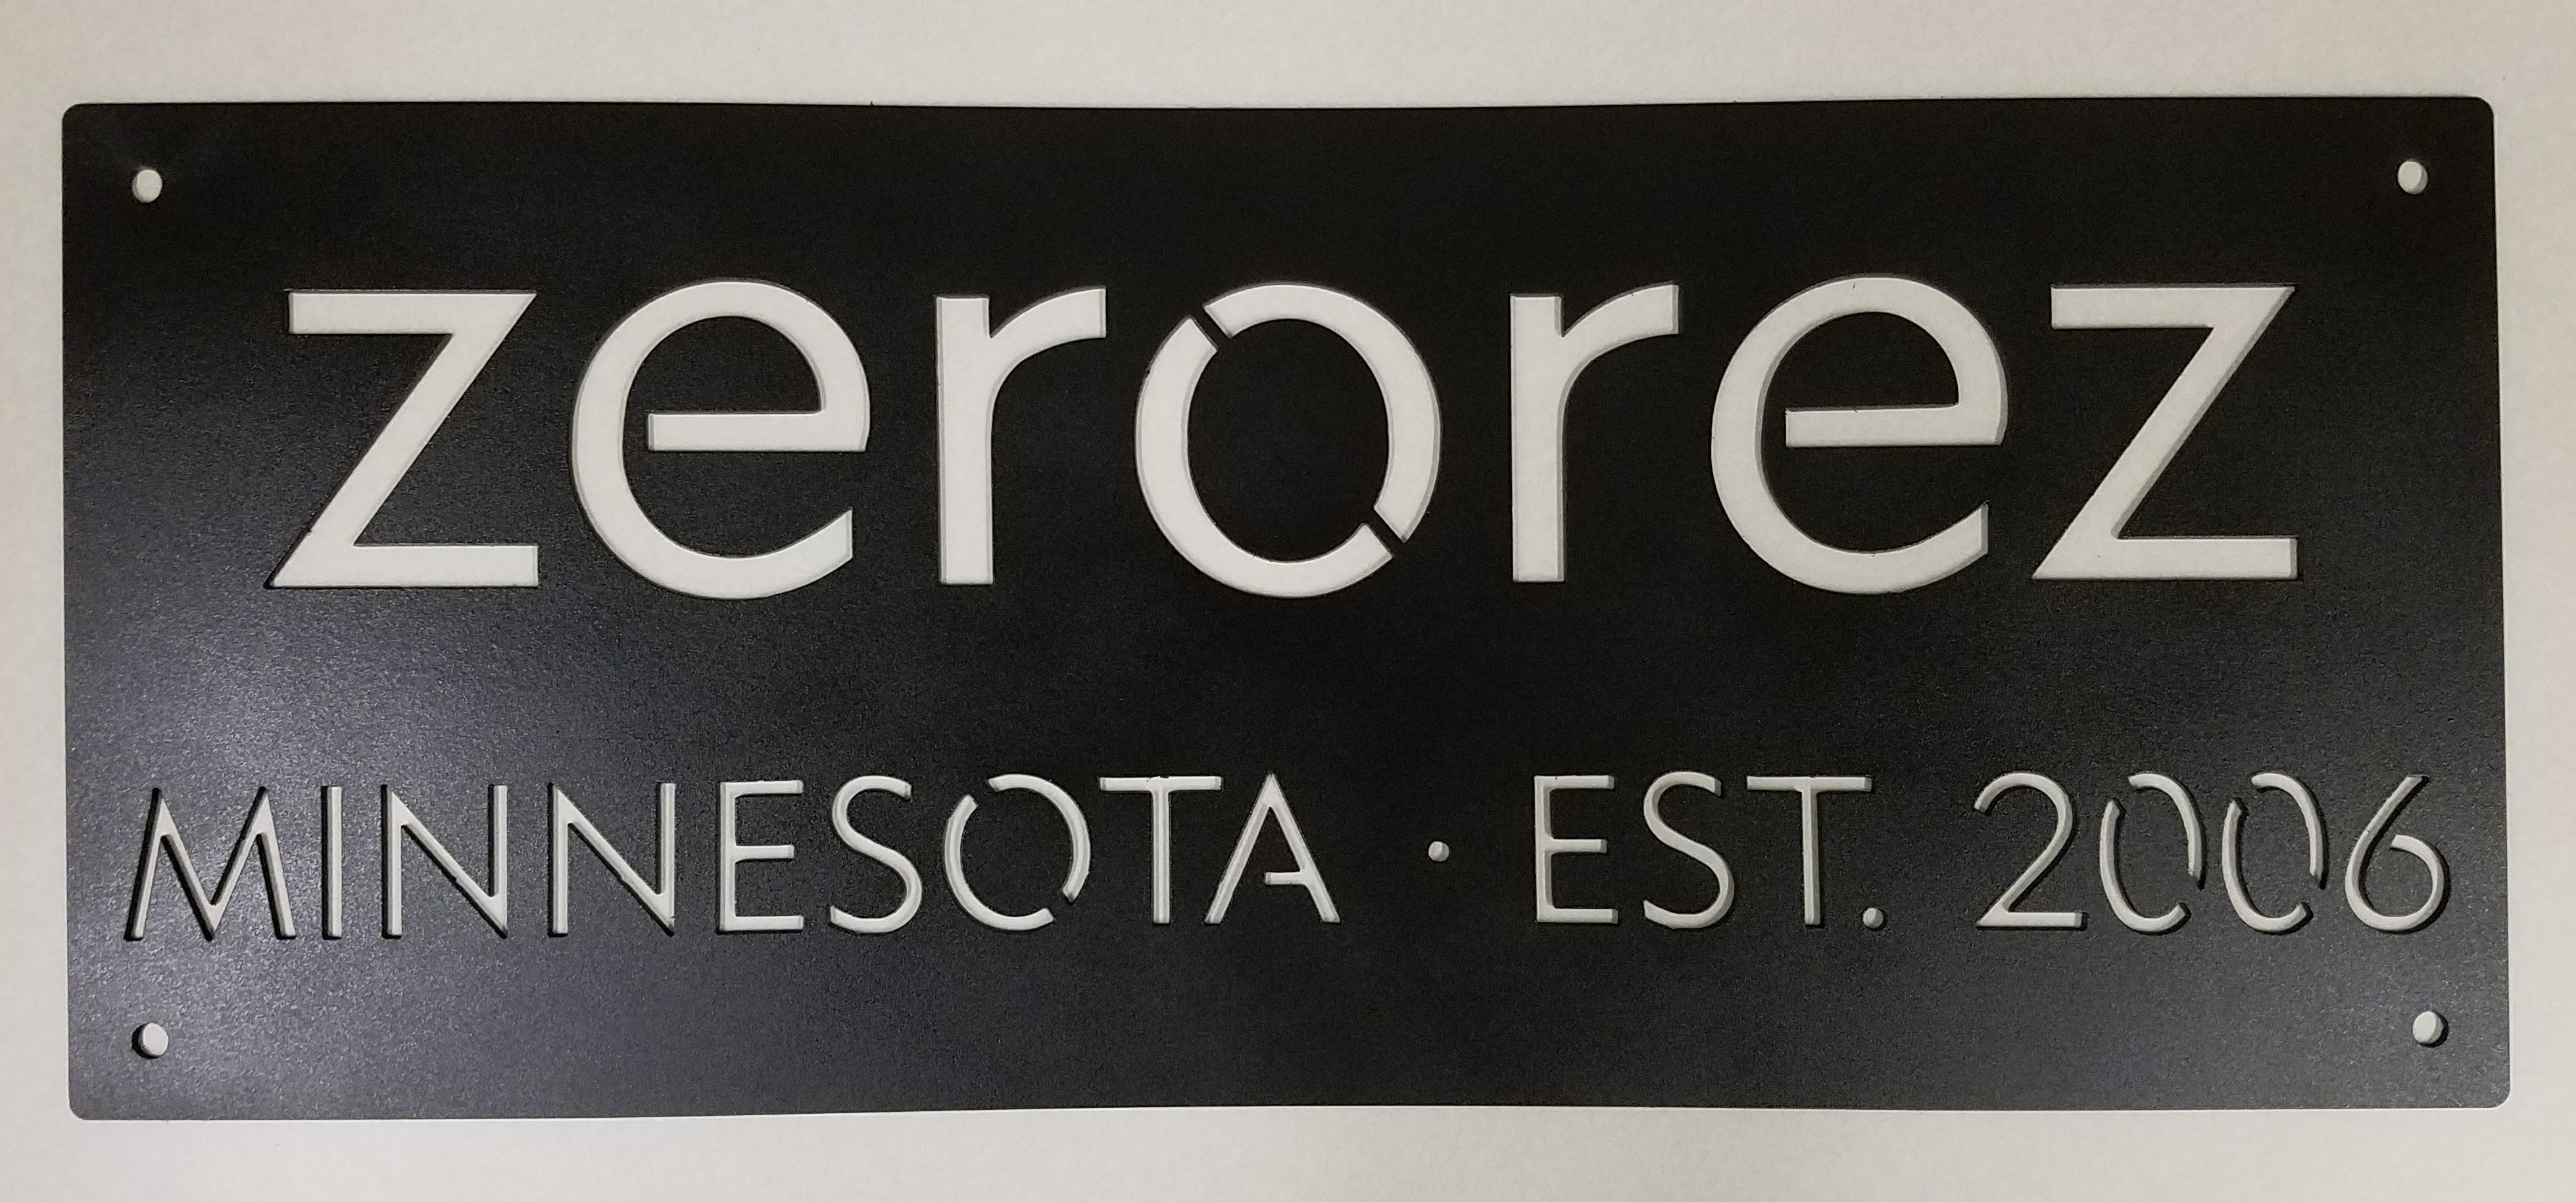 zerorez
MINNESOTA · EST. 2006